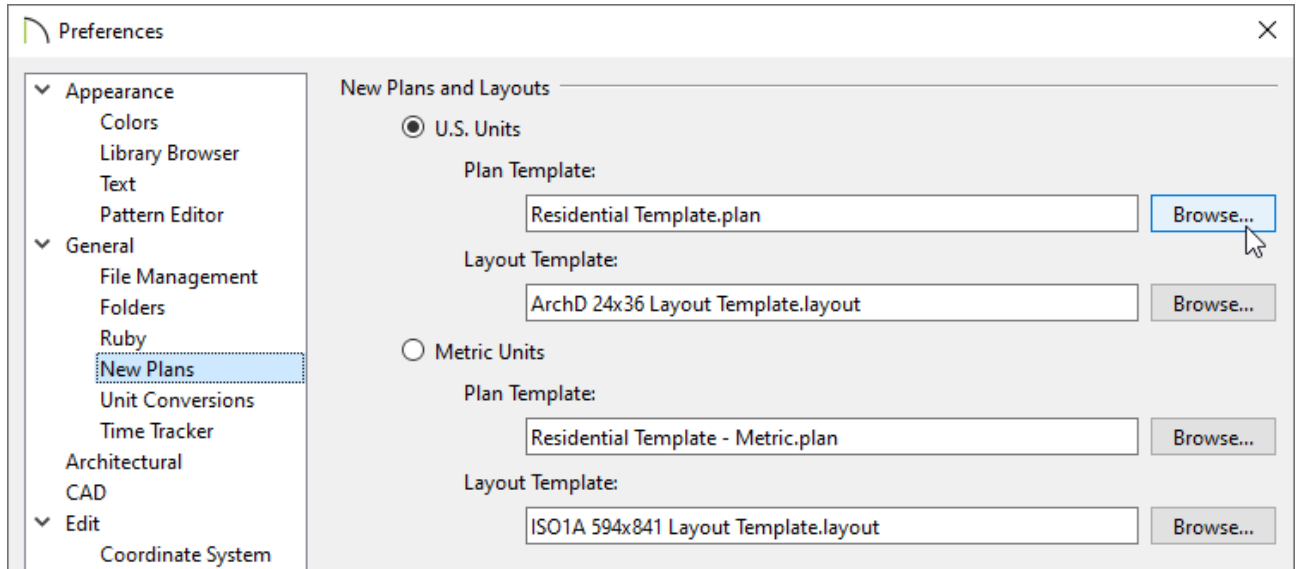 Preferences
Appearance
Colors
Library Browser
Text
Pattern Editor
General
File Management
Folders
Ruby
New Plans
Unit Conversions
Time Tracker
Architectural
CAD
Edit
Coordinate System
New Plans and Layouts
U.S. Units
Plan Template:
Residential Template.plan Browse...
Layout Template:
ArchD 24x36 Layout Template.layout Browse...
Metric Units
Plan Template:
Residential Template - Metric.plan Browse...
Layout Template:
ISO1A 594x841 Layout Template.layout Browse...